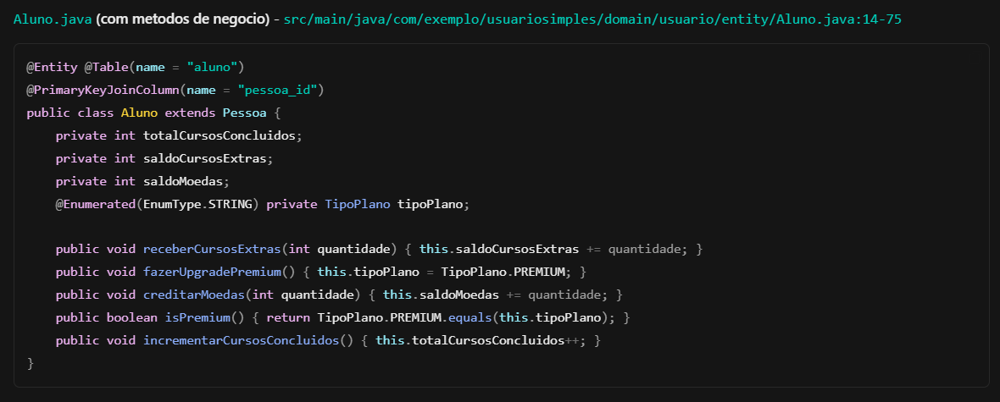 Aluno.java (com metodos de negocio) - src/main/java/com/exemplo/usuariosimples/domain/usuario/entity/Aluno.java:14-75
@Entity @Table(name = "aluno")
@PrimaryKeyJoinColumn(name = "pessoa_id")
public class Aluno extends Pessoa {
    private int totalCursosConcluidos;
    private int saldoCursosExtras;
    private int saldoMoedas;
    @Enumerated(EnumType.STRING) private TipoPlano tipoPlano;

    public void receberCursosExtras(int quantidade) { this.saldoCursosExtras += quantidade; }
    public void fazerUpgradePremium() { this.tipoPlano = TipoPlano.PREMIUM; }
    public void creditarMoedas(int quantidade) { this.saldoMoedas += quantidade; }
    public boolean isPremium() { return TipoPlano.PREMIUM.equals(this.tipoPlano); }
    public void incrementarCursosConcluidos() { this.totalCursosConcluidos++; }
}